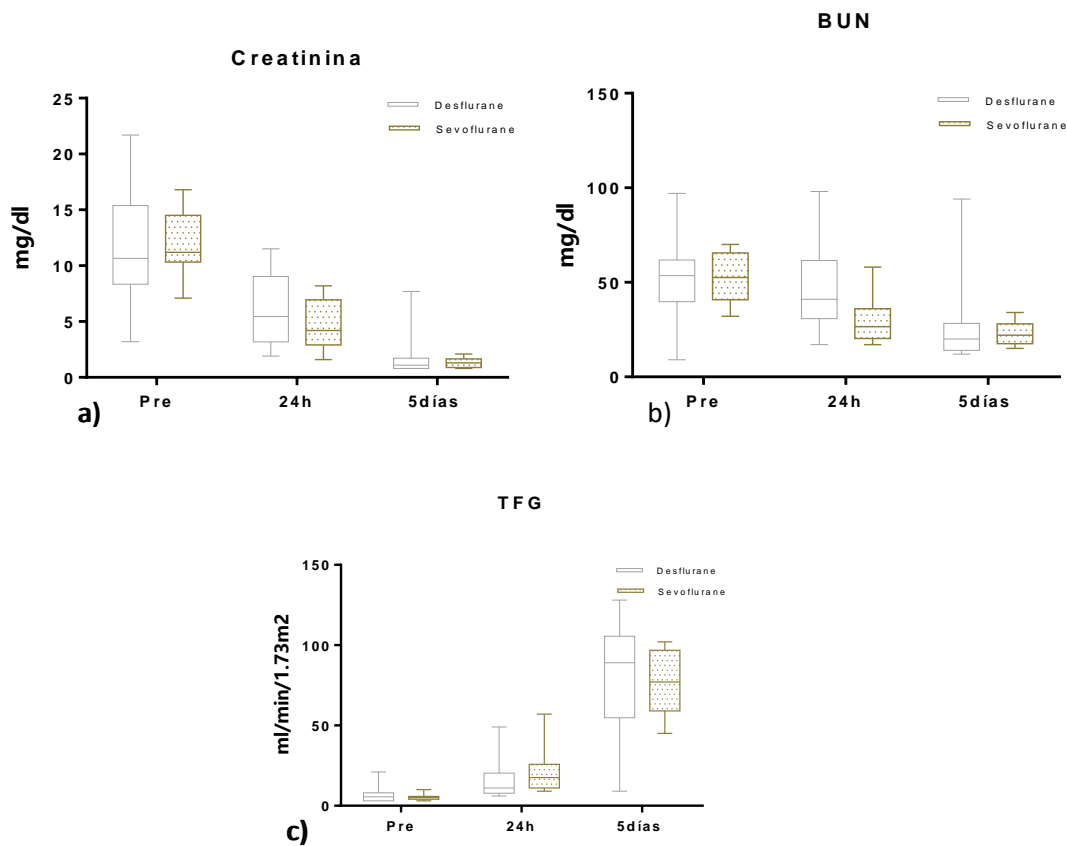 Creatinina
25
20
15
10
5
0
mg/dl
Desflurane
Sevoflurane
Pre
24h
5días
a)
BUN
150
100
50
0
mg/dl
Desflurane
Sevoflurane
Pre
24h
5días
b)
TFG
150
100
50
0
ml/min/1.73m2
Desflurane
Sevoflurane
Pre
24h
5días
c)